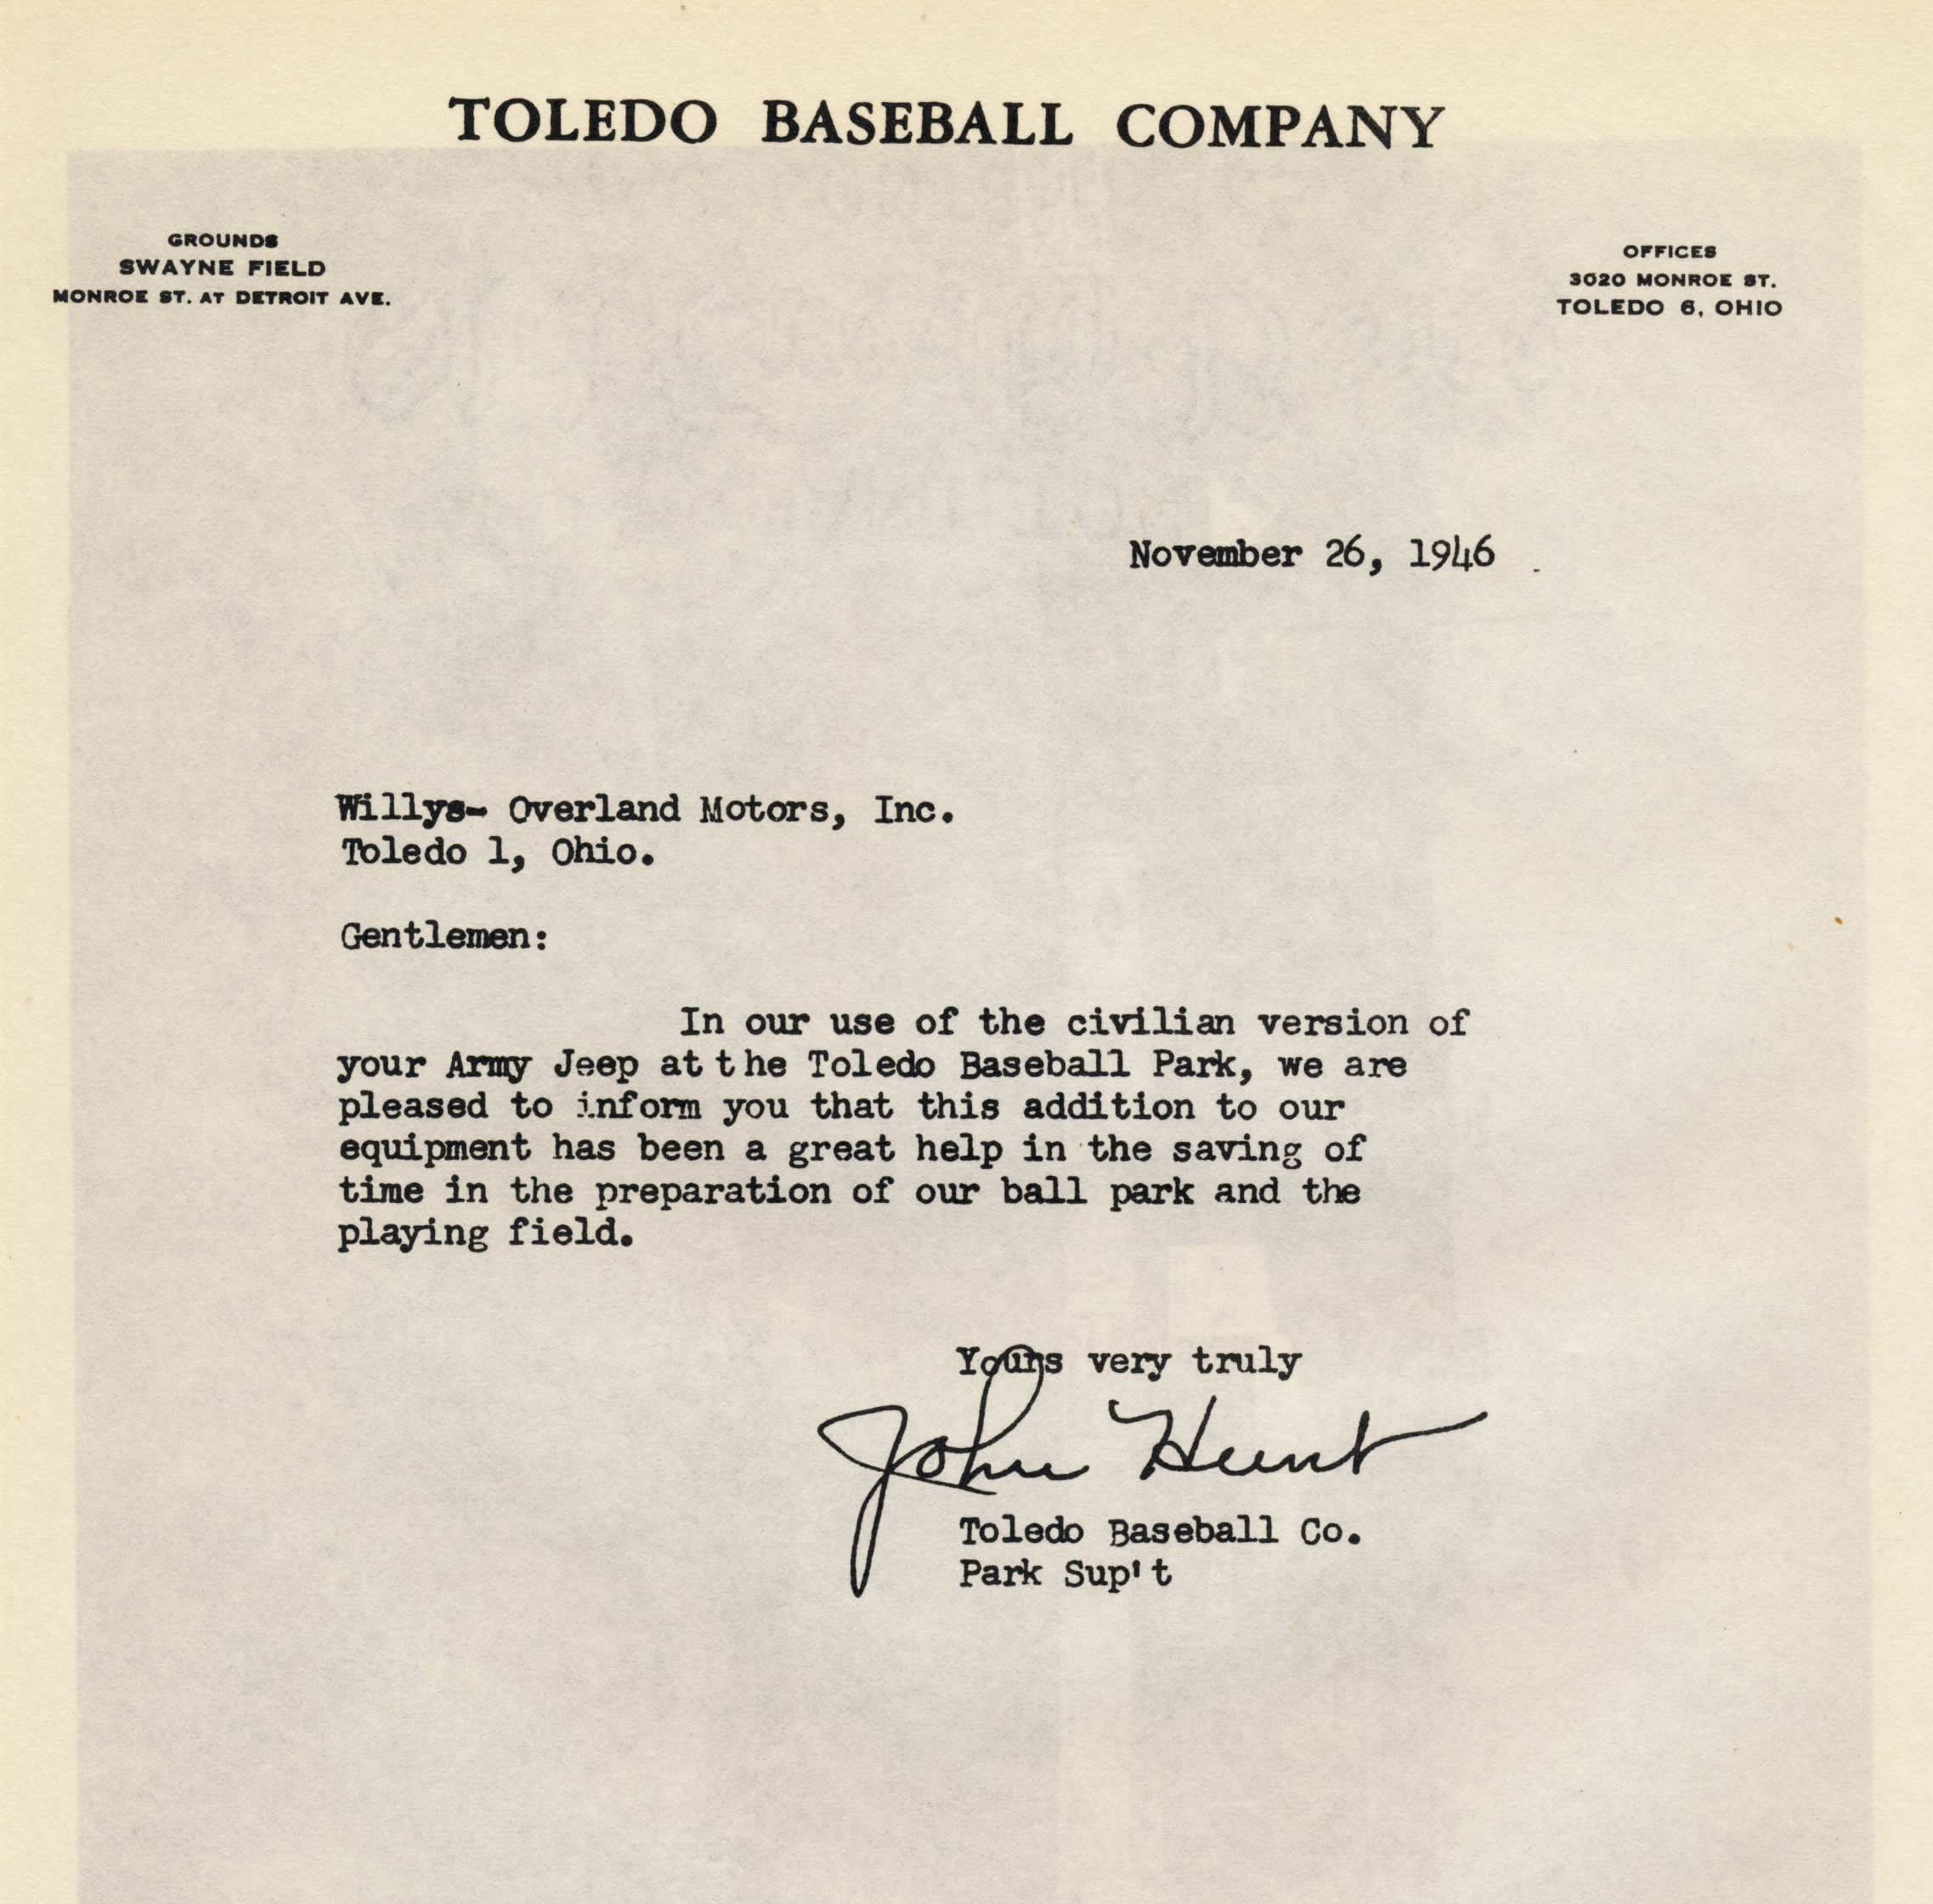 TOLEDO BASEBALL COMPANY
GROUNDS
SWAYNE FIELD
MONROE ST. AT DETROIT AVE.
OFFICES
3020 MONROE ST.
TOLEDO 6, OHIO
November 26, 1946
Willys- Overland Motors, Inc.
Toledo 1, Ohio.
Gentlemen:
In our use of the civilian version of
your Army Jeep at the Toledo Baseball Park, we are
pleased to inform you that this addition to our
equipment has been a great help in the saving of
time in the preparation of our ball park and the
playing field.
Yours very truly
John Hunt
Toledo Baseball Co.
Park Sup't